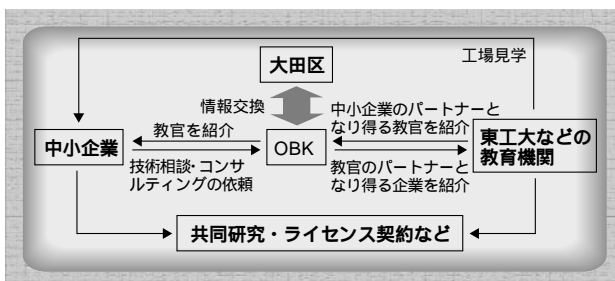 工場見学
大田区
情報交換
教官を紹介
中小企業のパートナーと
なり得る教官を紹介
中小企業
OBK
東工大などの
教育機関
技術相談・コンサ
ルティングの依頼
教官のパートナーと
なり得る企業を紹介
共同研究・ライセンス契約など